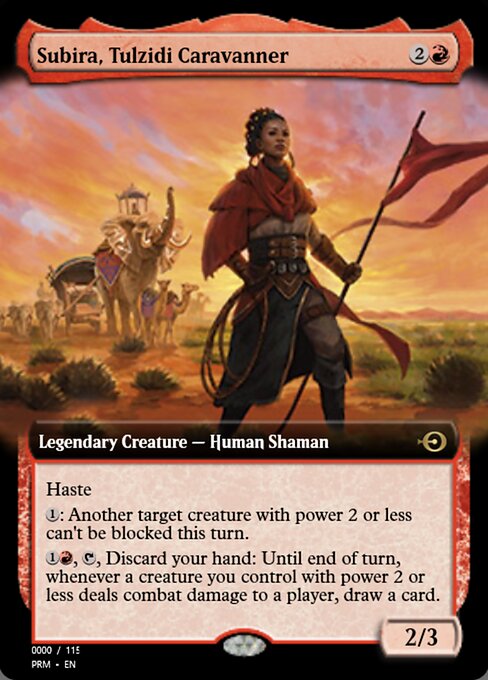 Subira, Tulzidi Caravanner 2
Legendary Creature — Human Shaman
Haste
1: Another target creature with power 2 or less
can't be blocked this turn.
1, , Discard your hand: Until end of turn,
whenever a creature you control with power 2 or
less deals combat damage to a player, draw a card.
2/3
0000 / 115
PRM • EN